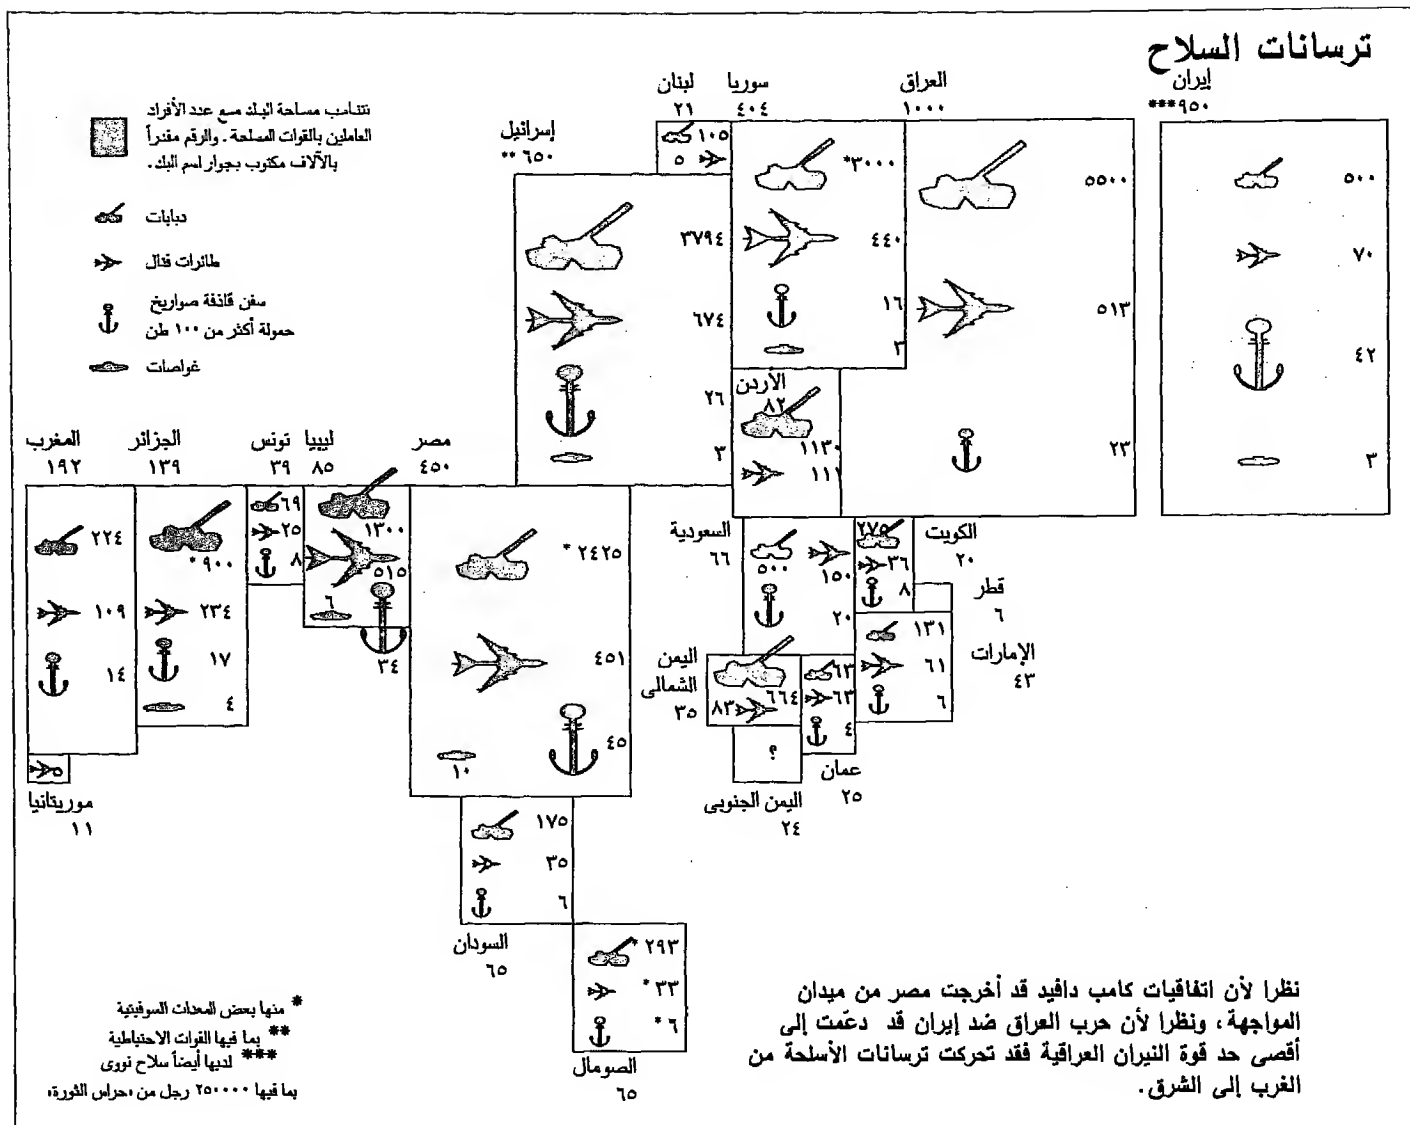 ترسانات السلاح
إيران
٩٥٠***
العراق
١٠٠٠
سوريا
٤٠٤
لبنان
٢١
إسرائيل
٦٥٠ **
تتناسب مساحة البلد مع عدد الأفراد
العاملين بالقوات المسلحة. والرقم مقدراً
بالآلاف مكتوب بجوار اسم البلد.
دبابات
طائرات قتال
سفن قاذفة صواريخ
حمولة أكثر من ١٠٠ طن
غواصات
٥٠٠
٧٠
٤٢
٣
٥٥٠٠
٥١٣
٢٣
*٣٠٠٠
٤٤٠
١٦
٣
١٠٥
٥
٣٧٩٤
٦٧٤
٢٦
٣
الأردن
٨٢
١١٣٠
١١١
مصر
٤٥٠
ليبيا
٨٥
تونس
٣٩
الجزائر
١٣٩
المغرب
١٩٢
* ٢٤٢٥
٤٥١
٤٥
١٠
١٣٠٠
٥١٥
٦
٣٤
٦٩
٢٥
٨
*٩٠٠
٢٣٤
١٧
٤
٢٢٤
١٠٩
١٤
٥
موريتانيا
١١
السعودية
٦٦
٥٠٠
١٥٠
٢٠
الكويت
٢٠
٢٧٥
٣٦
٨
قطر
٦
الإمارات
٤٣
١٣١
٦١
٦
اليمن
الشمالى
٣٥
٦٦٤
٨٣
٦٣
٦٣
٤
عمان
٢٥
؟
اليمن الجنوبى
٢٤
١٧٥
٣٥
٦
السودان
٦٥
* ٢٩٣
* ٣٣
* ٦
الصومال
٦٥
نظرا لأن اتفاقيات كامب دافيد قد أخرجت مصر من ميدان
المواجهة، ونظرا لأن حرب العراق ضد إيران قد دعّمت إلى
أقصى حد قوة النيران العراقية فقد تحركت ترسانات الأسلحة من
الغرب إلى الشرق.
* منها بعض المعدات السوفيتية
** بما فيها القوات الاحتياطية
*** لديها أيضاً سلاح نووى
بما فيها ٢٥٠٠٠٠ رجل من «حراس الثورة»